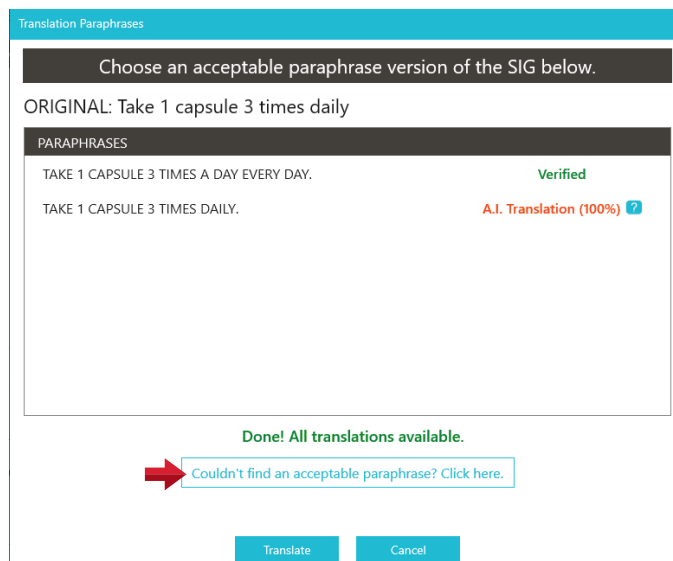 Translation Paraphrases
Choose an acceptable paraphrase version of the SIG below.
ORIGINAL: Take 1 capsule 3 times daily
PARAPHRASES
TAKE 1 CAPSULE 3 TIMES A DAY EVERY DAY. Verified
TAKE 1 CAPSULE 3 TIMES DAILY. A.I. Translation (100%) ?
Done! All translations available.
Couldn't find an acceptable paraphrase? Click here.
Translate Cancel